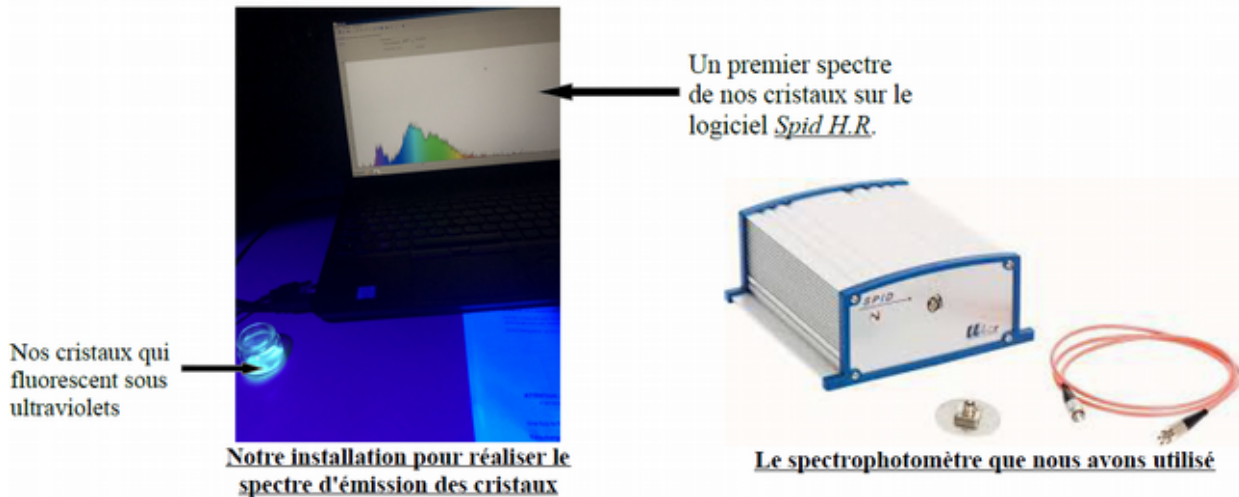 Un premier spectre
de nos cristaux sur le
logiciel Spid H.R.
SPID
Nos cristaux qui
fluorescent sous
ultraviolets
Notre installation pour réaliser le
spectre d'émission des cristaux
Le spectrophotomètre que nous avons utilisé